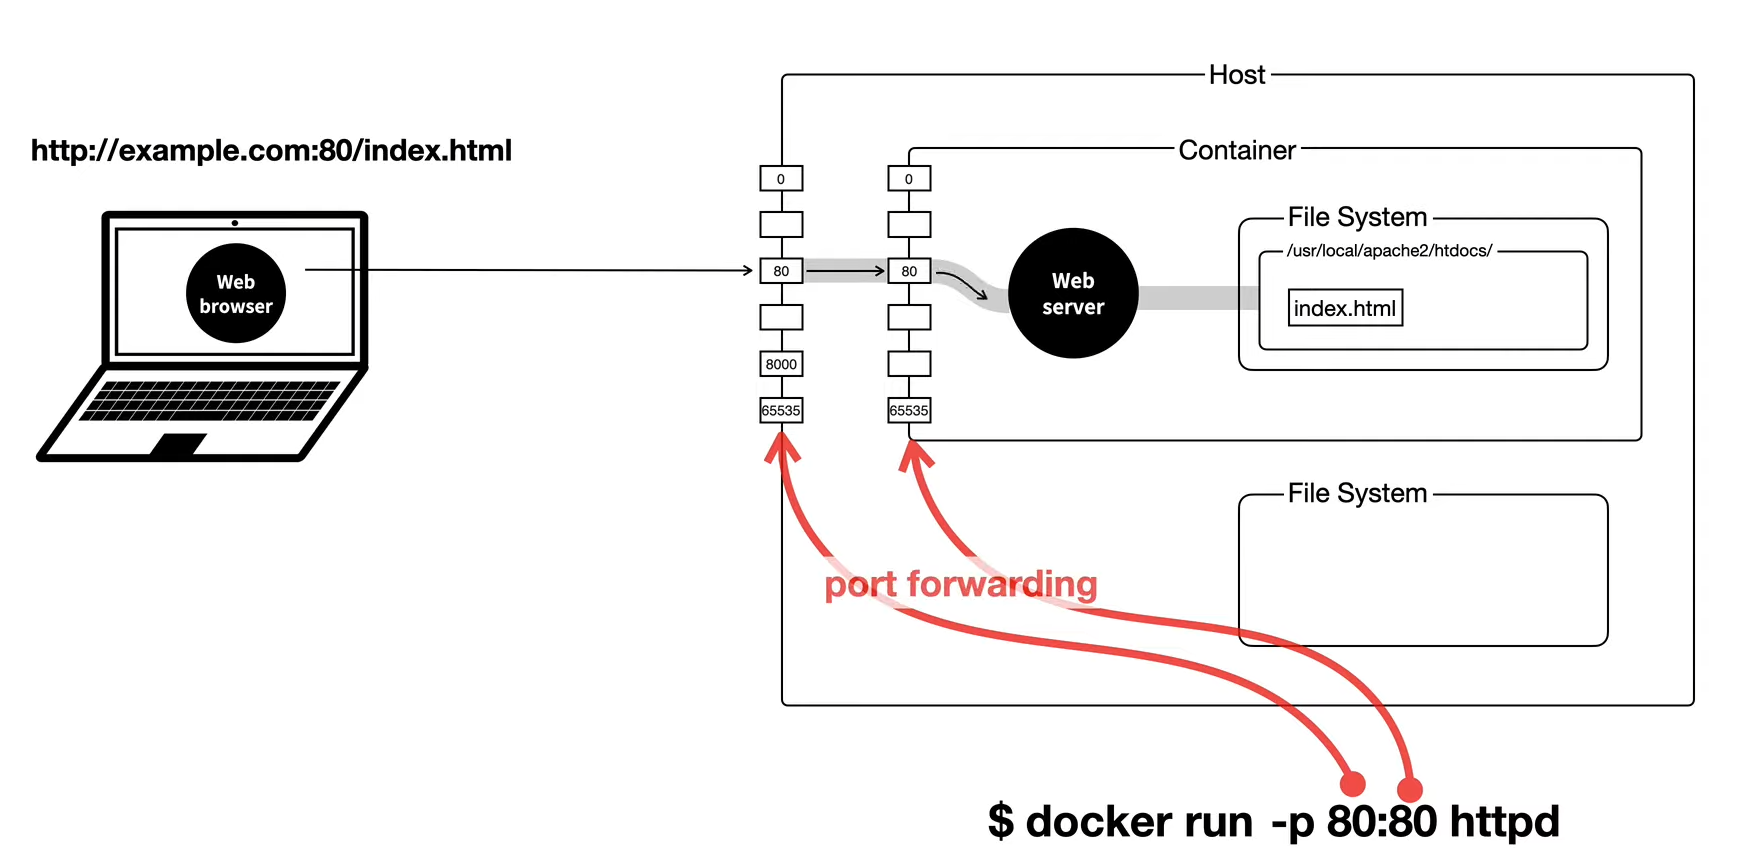 Host
http://example.com:80/index.html
Container
0
0
File System
/usr/local/apache2/htdocs/
Web
browser
80
80
Web
server
index.html
8000
65535
65535
File System
port forwarding
$ docker run -p 80:80 httpd